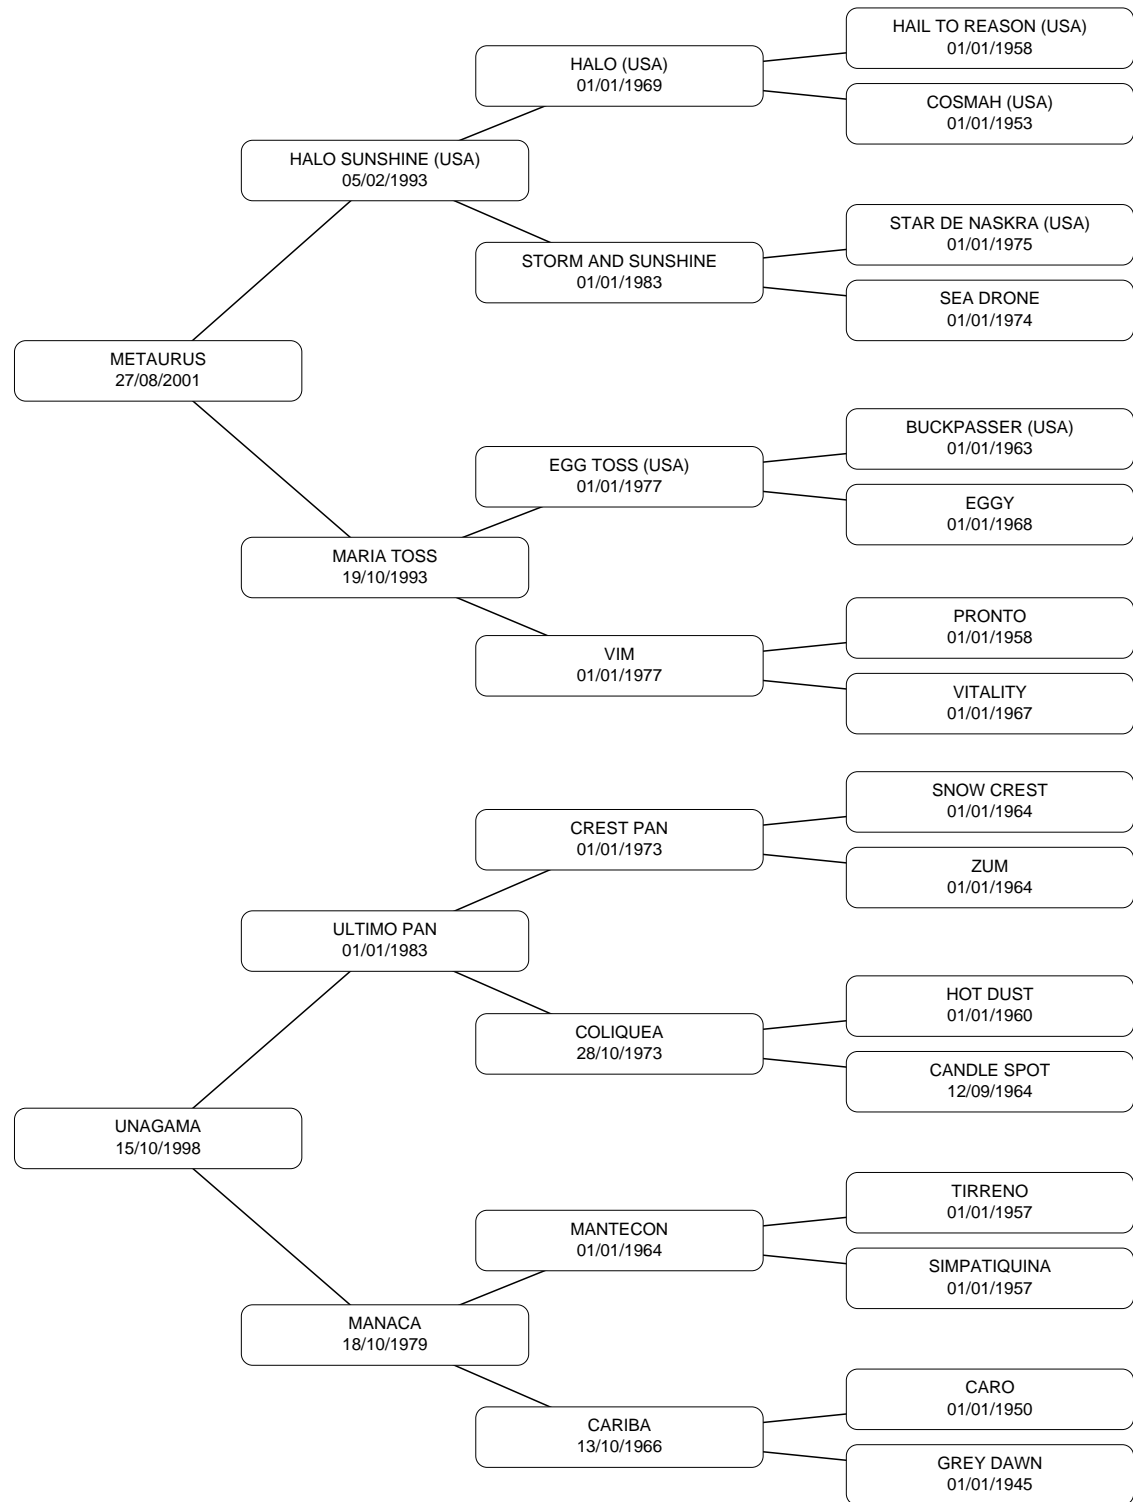 HAIL TO REASON (USA)
01/01/1958
HALO (USA)
01/01/1969
COSMAH (USA)
01/01/1953
HALO SUNSHINE (USA)
05/02/1993
STAR DE NASKRA (USA)
01/01/1975
STORM AND SUNSHINE
01/01/1983
SEA DRONE
01/01/1974
METAURUS
27/08/2001
BUCKPASSER (USA)
01/01/1963
EGG TOSS (USA)
01/01/1977
EGGY
01/01/1968
MARIA TOSS
19/10/1993
PRONTO
01/01/1958
VIM
01/01/1977
VITALITY
01/01/1967
SNOW CREST
01/01/1964
CREST PAN
01/01/1973
ZUM
01/01/1964
ULTIMO PAN
01/01/1983
HOT DUST
01/01/1960
COLIQUEA
28/10/1973
CANDLE SPOT
12/09/1964
UNAGAMA
15/10/1998
TIRRENO
01/01/1957
MANTECON
01/01/1964
SIMPATIQUINA
01/01/1957
MANACA
18/10/1979
CARO
01/01/1950
CARIBA
13/10/1966
GREY DAWN
01/01/1945